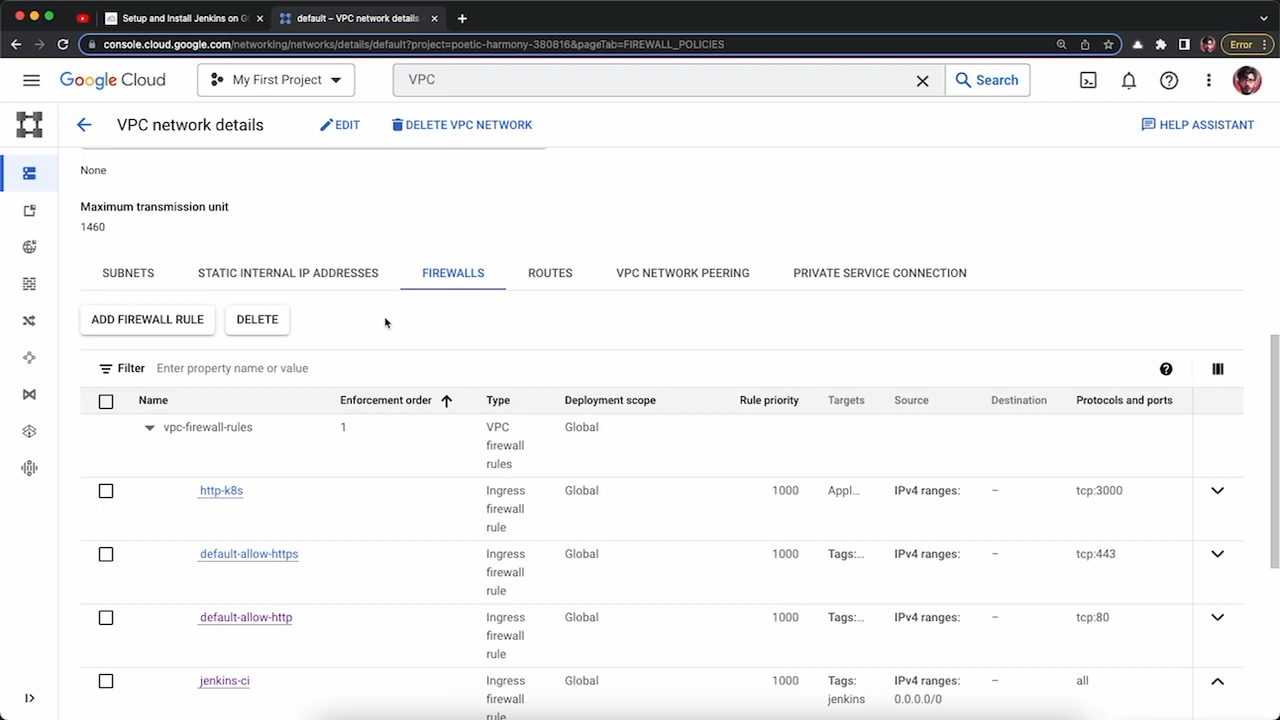 Setup and Install Jenkins on G
default – VPC network details
console.cloud.google.com/networking/networks/details/default?project=poetic-harmony-380816&pageTab=FIREWALL_POLICIES
Error
Google Cloud
My First Project
VPC
Search
VPC network details
EDIT
DELETE VPC NETWORK
HELP ASSISTANT
None
Maximum transmission unit
1460
SUBNETS
STATIC INTERNAL IP ADDRESSES
FIREWALLS
ROUTES
VPC NETWORK PEERING
PRIVATE SERVICE CONNECTION
ADD FIREWALL RULE
DELETE
Filter Enter property name or value
Name Enforcement order Type Deployment scope Rule priority Targets Source Destination Protocols and ports
vpc-firewall-rules 1 VPC firewall rules Global
http-k8s Ingress firewall rule Global 1000 Appl... IPv4 ranges: – tcp:3000
default-allow-https Ingress firewall rule Global 1000 Tags:... IPv4 ranges: – tcp:443
default-allow-http Ingress firewall rule Global 1000 Tags:... IPv4 ranges: – tcp:80
jenkins-ci Ingress firewall rule Global 1000 Tags: jenkins IPv4 ranges: 0.0.0.0/0 – all